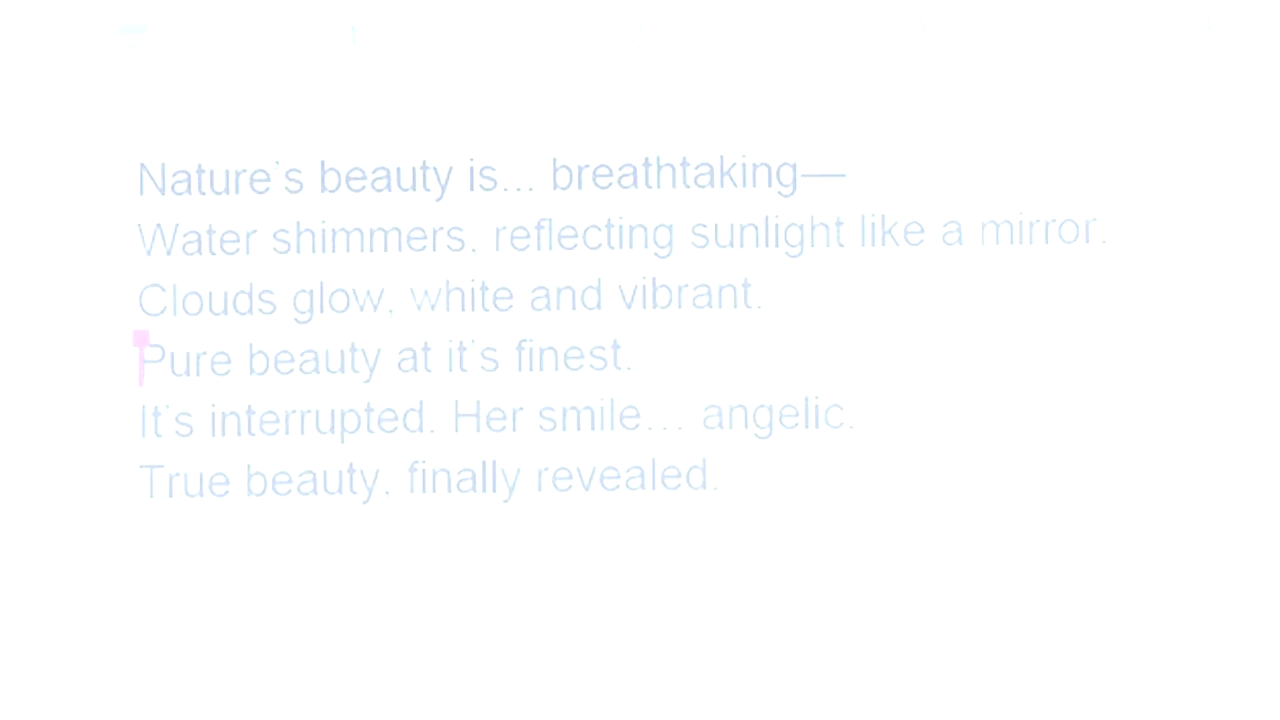 Nature's beauty is... breathtaking—
Water shimmers, reflecting sunlight like a mirror.
Clouds glow, white and vibrant.
Pure beauty at it's finest.
It's interrupted. Her smile... angelic.
True beauty, finally revealed.